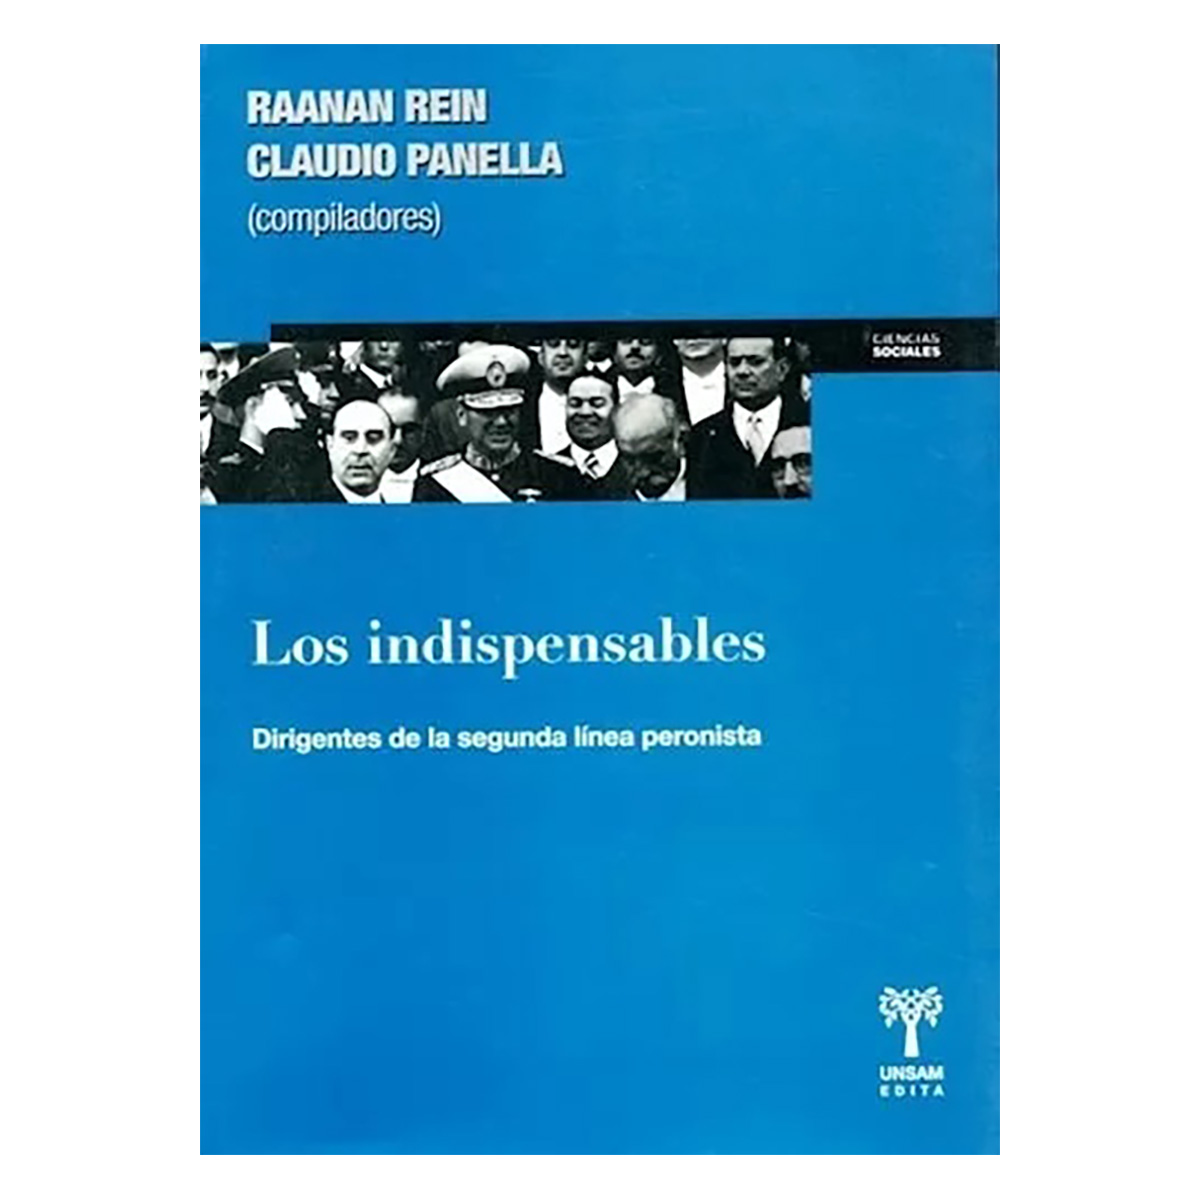 RAANAN REIN
CLAUDIO PANELLA
(compiladores)
CIENCIAS
SOCIALES
Los indispensables
Dirigentes de la segunda línea peronista
UNSAM
EDITA